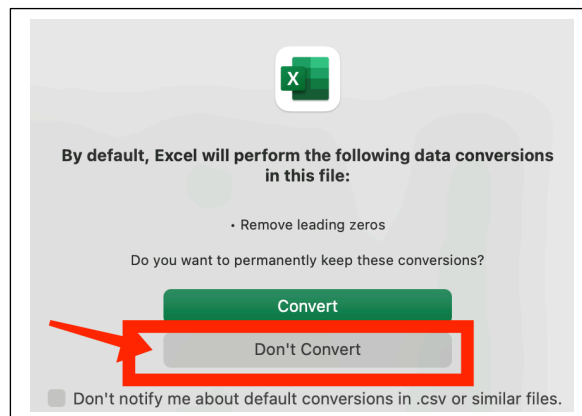 X
By default, Excel will perform the following data conversions
in this file:
• Remove leading zeros
Do you want to permanently keep these conversions?
Convert
Don't Convert
Don't notify me about default conversions in .csv or similar files.